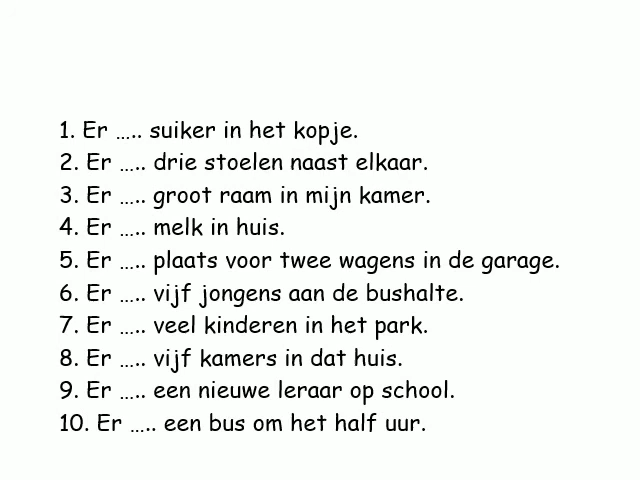 1. Er ….. suiker in het kopje.
2. Er ….. drie stoelen naast elkaar.
3. Er ….. groot raam in mijn kamer.
4. Er ….. melk in huis.
5. Er ….. plaats voor twee wagens in de garage.
6. Er ….. vijf jongens aan de bushalte.
7. Er ….. veel kinderen in het park.
8. Er ….. vijf kamers in dat huis.
9. Er ….. een nieuwe leraar op school.
10. Er ….. een bus om het half uur.